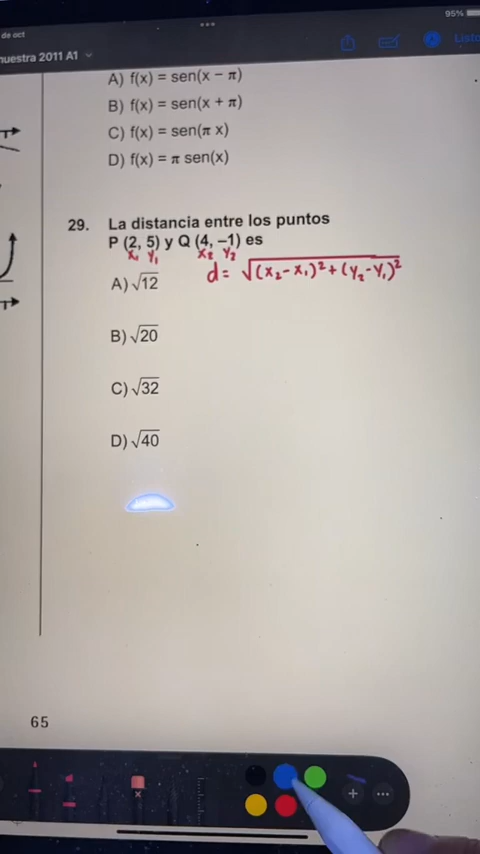 95%
de oct
uestra 2011 A1
Listo
A) f(x) = sen(x − π)
B) f(x) = sen(x + π)
C) f(x) = sen(π x)
D) f(x) = π sen(x)
29. La distancia entre los puntos
P (2, 5) y Q (4, −1) es
x₁ y₁ x₂ y₂
d = √(x₂−x₁)²+(y₂−y₁)²
A) √12
B) √20
C) √32
D) √40
65